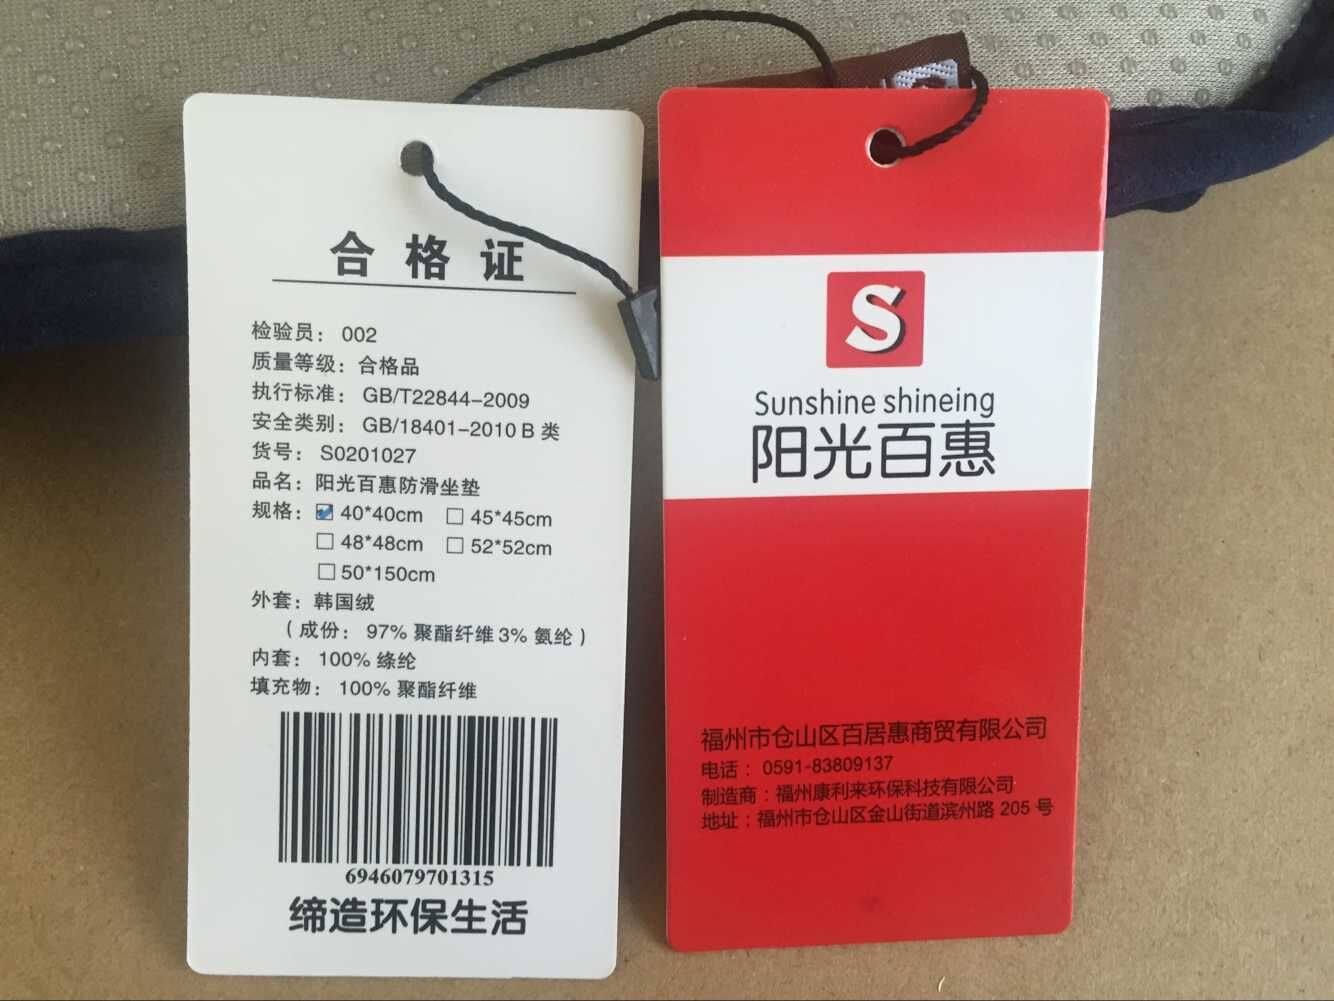 合格证
检验员： 002
质量等级：合格品
执行标准： GB/T22844-2009
安全类别： GB/18401-2010 B 类
货号： S0201027
品名：阳光百惠防滑坐垫
规格： 40*40cm 45*45cm
48*48cm 52*52cm
50*150cm
外套：韩国绒
（成份： 97% 聚酯纤维 3% 氨纶）
内套： 100% 涤纶
填充物： 100% 聚酯纤维
6946079701315
缔造环保生活
S
Sunshine shineing
阳光百惠
福州市仓山区百居惠商贸有限公司
电话： 0591-83809137
制造商：福州康利来环保科技有限公司
地址：福州市仓山区金山街道滨州路 205 号